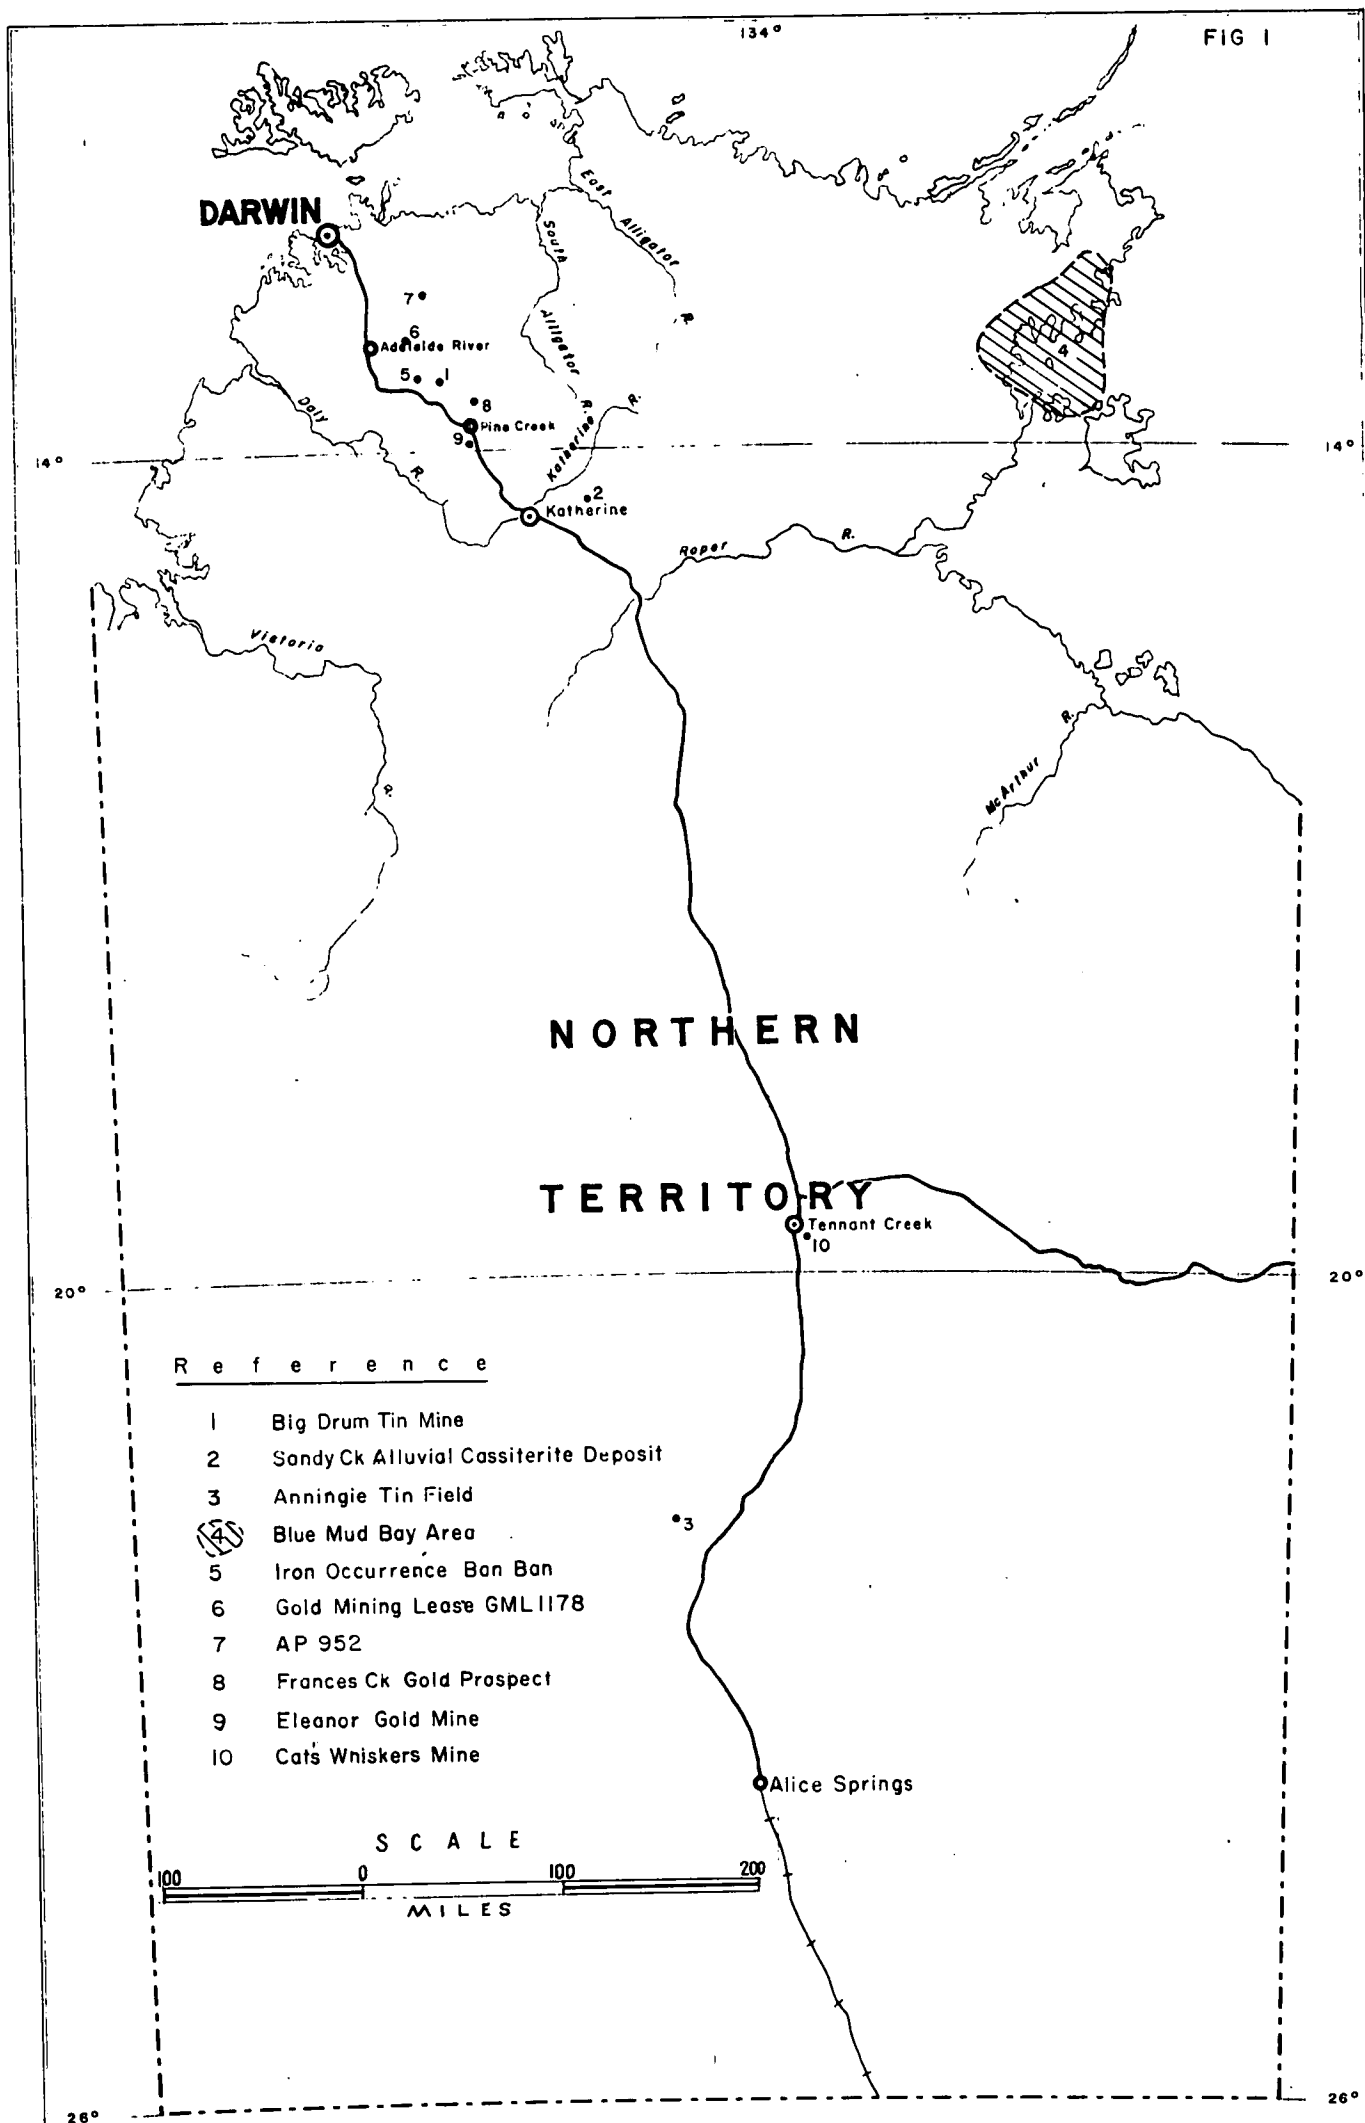 134°
FIG 1
DARWIN
East
Alligator
R.
South
Alligator
R.
7
6
Adelaide River
5
1
8
Pine Creek
9
4
Daly
R.
Katherine
R.
14°
14°
2
Katherine
Roper
R.
Victoria
R.
McArthur
R.
NORTHERN
TERRITORY
Tennant Creek
10
20°
20°
Reference
1 Big Drum Tin Mine
2 Sandy Ck Alluvial Cassiterite Deposit
3 Anningie Tin Field
4 Blue Mud Bay Area
5 Iron Occurrence Ban Ban
6 Gold Mining Lease GML1178
7 AP 952
8 Frances Ck Gold Prospect
9 Eleanor Gold Mine
10 Cat's Whiskers Mine
3
Alice Springs
SCALE
100 0 100 200
MILES
26°
26°